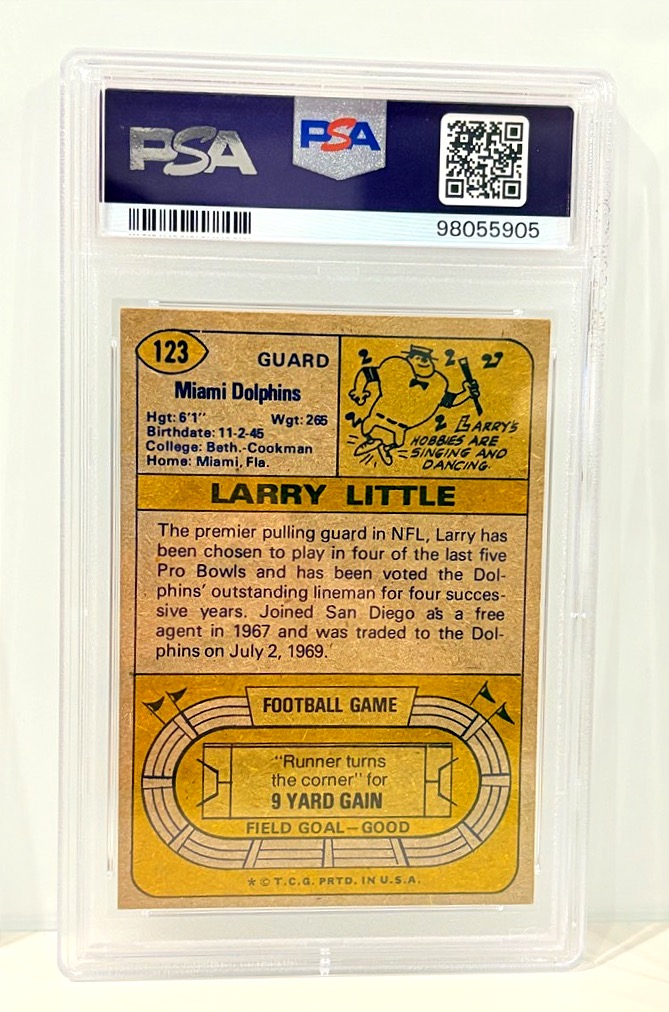 PSA
PSA
98055905
123
GUARD
Miami Dolphins
Hgt: 6'1" Wgt: 265
Birthdate: 11-2-45
College: Beth.-Cookman
Home: Miami, Fla.
2 2 2 2
2 2
LARRY'S
HOBBIES ARE
SINGING AND
DANCING.
LARRY LITTLE
The premier pulling guard in NFL, Larry has
been chosen to play in four of the last five
Pro Bowls and has been voted the Dol-
phins' outstanding lineman for four succes-
sive years. Joined San Diego as a free
agent in 1967 and was traded to the Dol-
phins on July 2, 1969.
FOOTBALL GAME
"Runner turns
the corner" for
9 YARD GAIN
FIELD GOAL—GOOD
* © T.C.G. PRTD. IN U.S.A.